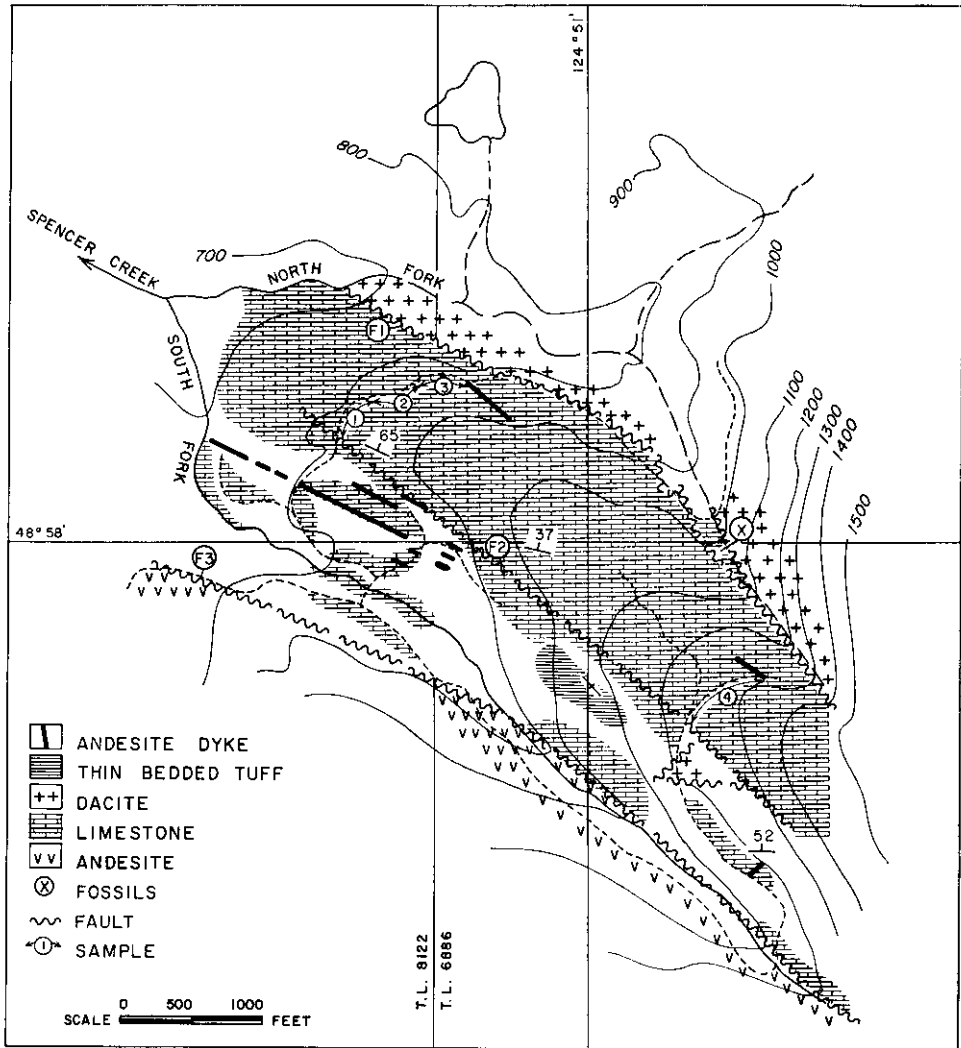 124°51'
800
900
SPENCER CREEK
700
NORTH
FORK
1000
SOUTH
FORK
F1
3
2
1
65
1100
1200
1300
1400
1500
X
48°58'
F3
F2
37
4
52
ANDESITE DYKE
THIN BEDDED TUFF
++ DACITE
LIMESTONE
V V ANDESITE
X FOSSILS
FAULT
1 SAMPLE
T.L. 8122
T.L. 6886
0 500 1000
SCALE FEET